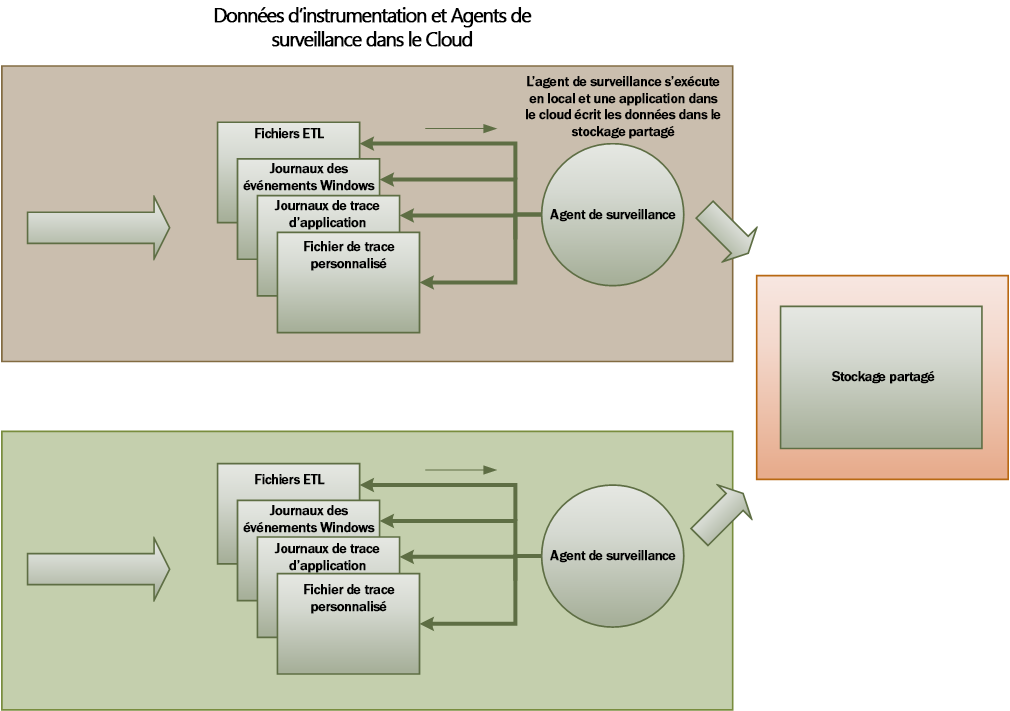 Données d’instrumentation et Agents de
surveillance dans le Cloud
L’agent de surveillance s’exécute
en local et une application dans
le cloud écrit les données dans le
stockage partagé
Fichiers ETL
Journaux des
événements Windows
Journaux de trace
d’application
Fichier de trace
personnalisé
Agent de surveillance
Stockage partagé
Fichiers ETL
Journaux des
événements Windows
Journaux de trace
d’application
Fichier de trace
personnalisé
Agent de surveillance